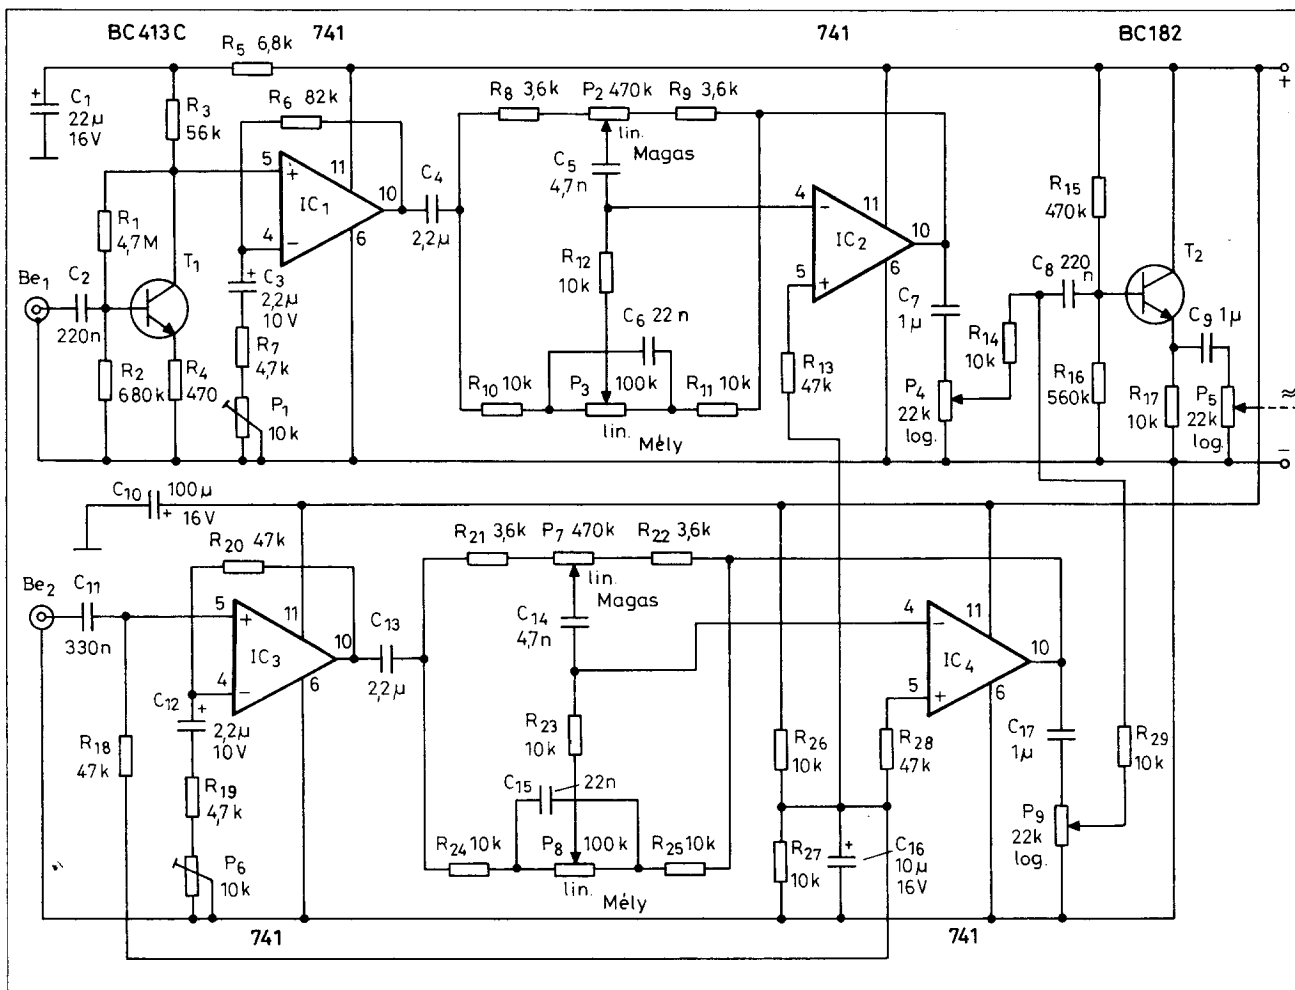 BC413C 741 741 BC182
R5 6,8k
+ C1 22µ 16V
R3 56k
R6 82k
R8 3,6k P2 470k R9 3,6k
lin. Magas
C5 4,7n
5 + 11 IC1 10 4 − 6
C4 2,2µ
R1 4,7M
T1
Be1 C2 220n
C3 + 2,2µ 10V
R2 680k
R4 470
R7 4,7k
P1 10k
R12 10k
C6 22n
R10 10k P3 100k R11 10k
lin. Mély
4 − 11 IC2 10 5 + 6
R13 47k
C7 1µ
P4 22k log.
R14 10k
C8 220n
R15 470k
R16 560k
T2
C9 1µ
R17 10k
P5 22k log.
+
≈
−
C10 100µ + 16V
R20 47k
R21 3,6k P7 470k R22 3,6k
lin. Magas
C14 4,7n
Be2 C11 330n
5 + 11 IC3 10 4 − 6
C13 2,2µ
C12 + 2,2µ 10V
R18 47k
R19 4,7k
P6 10k
R23 10k
C15 22n
R24 10k P8 100k R25 10k
lin. Mély
4 − 11 IC4 10 5 + 6
R26 10k
R28 47k
R27 10k
+ C16 10µ 16V
C17 1µ
R29 10k
P9 22k log.
741 741